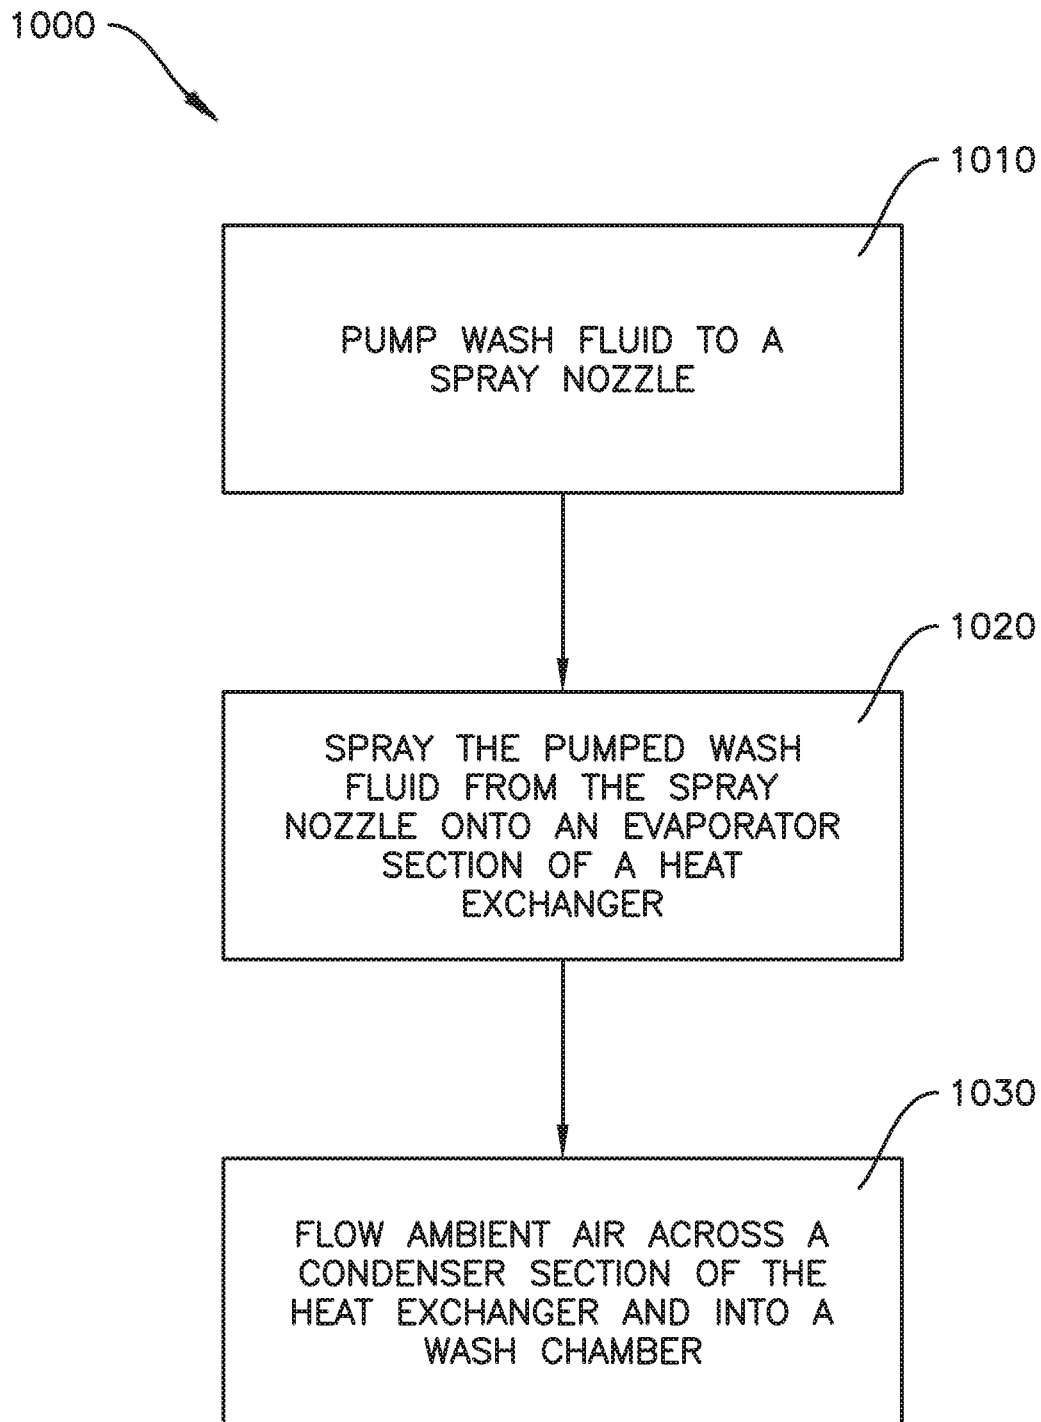 1000
1010
PUMP WASH FLUID TO A
SPRAY NOZZLE
1020
SPRAY THE PUMPED WASH
FLUID FROM THE SPRAY
NOZZLE ONTO AN EVAPORATOR
SECTION OF A HEAT
EXCHANGER
1030
FLOW AMBIENT AIR ACROSS A
CONDENSER SECTION OF THE
HEAT EXCHANGER AND INTO A
WASH CHAMBER